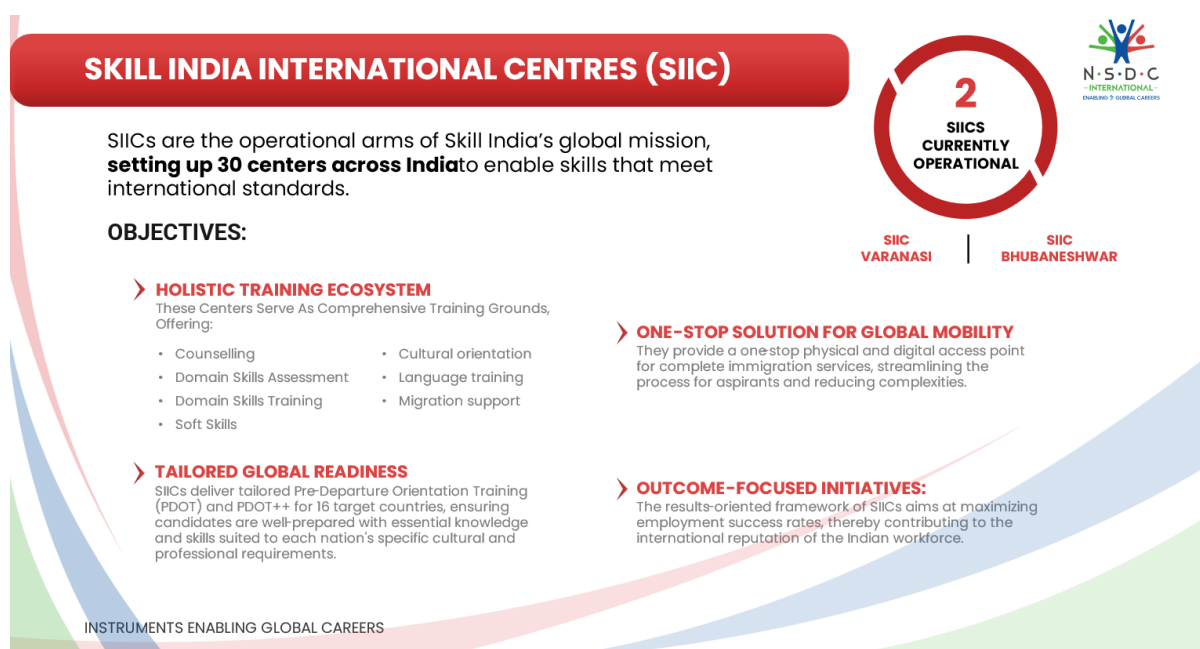 SKILL INDIA INTERNATIONAL CENTRES (SIIC)
SIICs are the operational arms of Skill India's global mission,
setting up 30 centers across Indiato enable skills that meet
international standards.
2
SIICS
CURRENTLY
OPERATIONAL
N·S·D·C
INTERNATIONAL
ENABLING GLOBAL CAREERS
SIIC
VARANASI
SIIC
BHUBANESHWAR
OBJECTIVES:
HOLISTIC TRAINING ECOSYSTEM
These Centers Serve As Comprehensive Training Grounds,
Offering:
• Counselling
• Domain Skills Assessment
• Domain Skills Training
• Soft Skills
• Cultural orientation
• Language training
• Migration support
ONE-STOP SOLUTION FOR GLOBAL MOBILITY
They provide a one-stop physical and digital access point
for complete immigration services, streamlining the
process for aspirants and reducing complexities.
TAILORED GLOBAL READINESS
SIICs deliver tailored Pre-Departure Orientation Training
(PDOT) and PDOT++ for 16 target countries, ensuring
candidates are well-prepared with essential knowledge
and skills suited to each nation's specific cultural and
professional requirements.
OUTCOME-FOCUSED INITIATIVES:
The results-oriented framework of SIICs aims at maximizing
employment success rates, thereby contributing to the
international reputation of the Indian workforce.
INSTRUMENTS ENABLING GLOBAL CAREERS